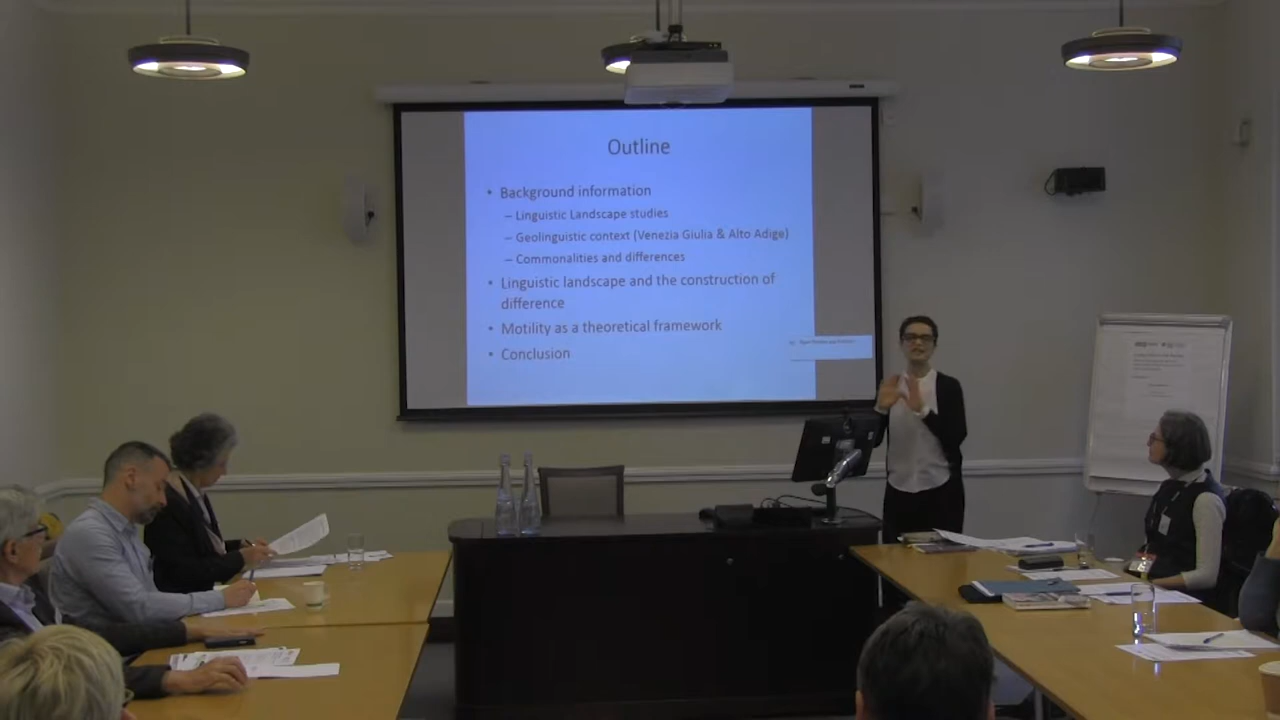 Outline
• Background information
– Linguistic Landscape studies
– Geolinguistic context (Venezia Giulia & Alto Adige)
– Commonalities and differences
• Linguistic landscape and the construction of
difference
• Motility as a theoretical framework
• Conclusion